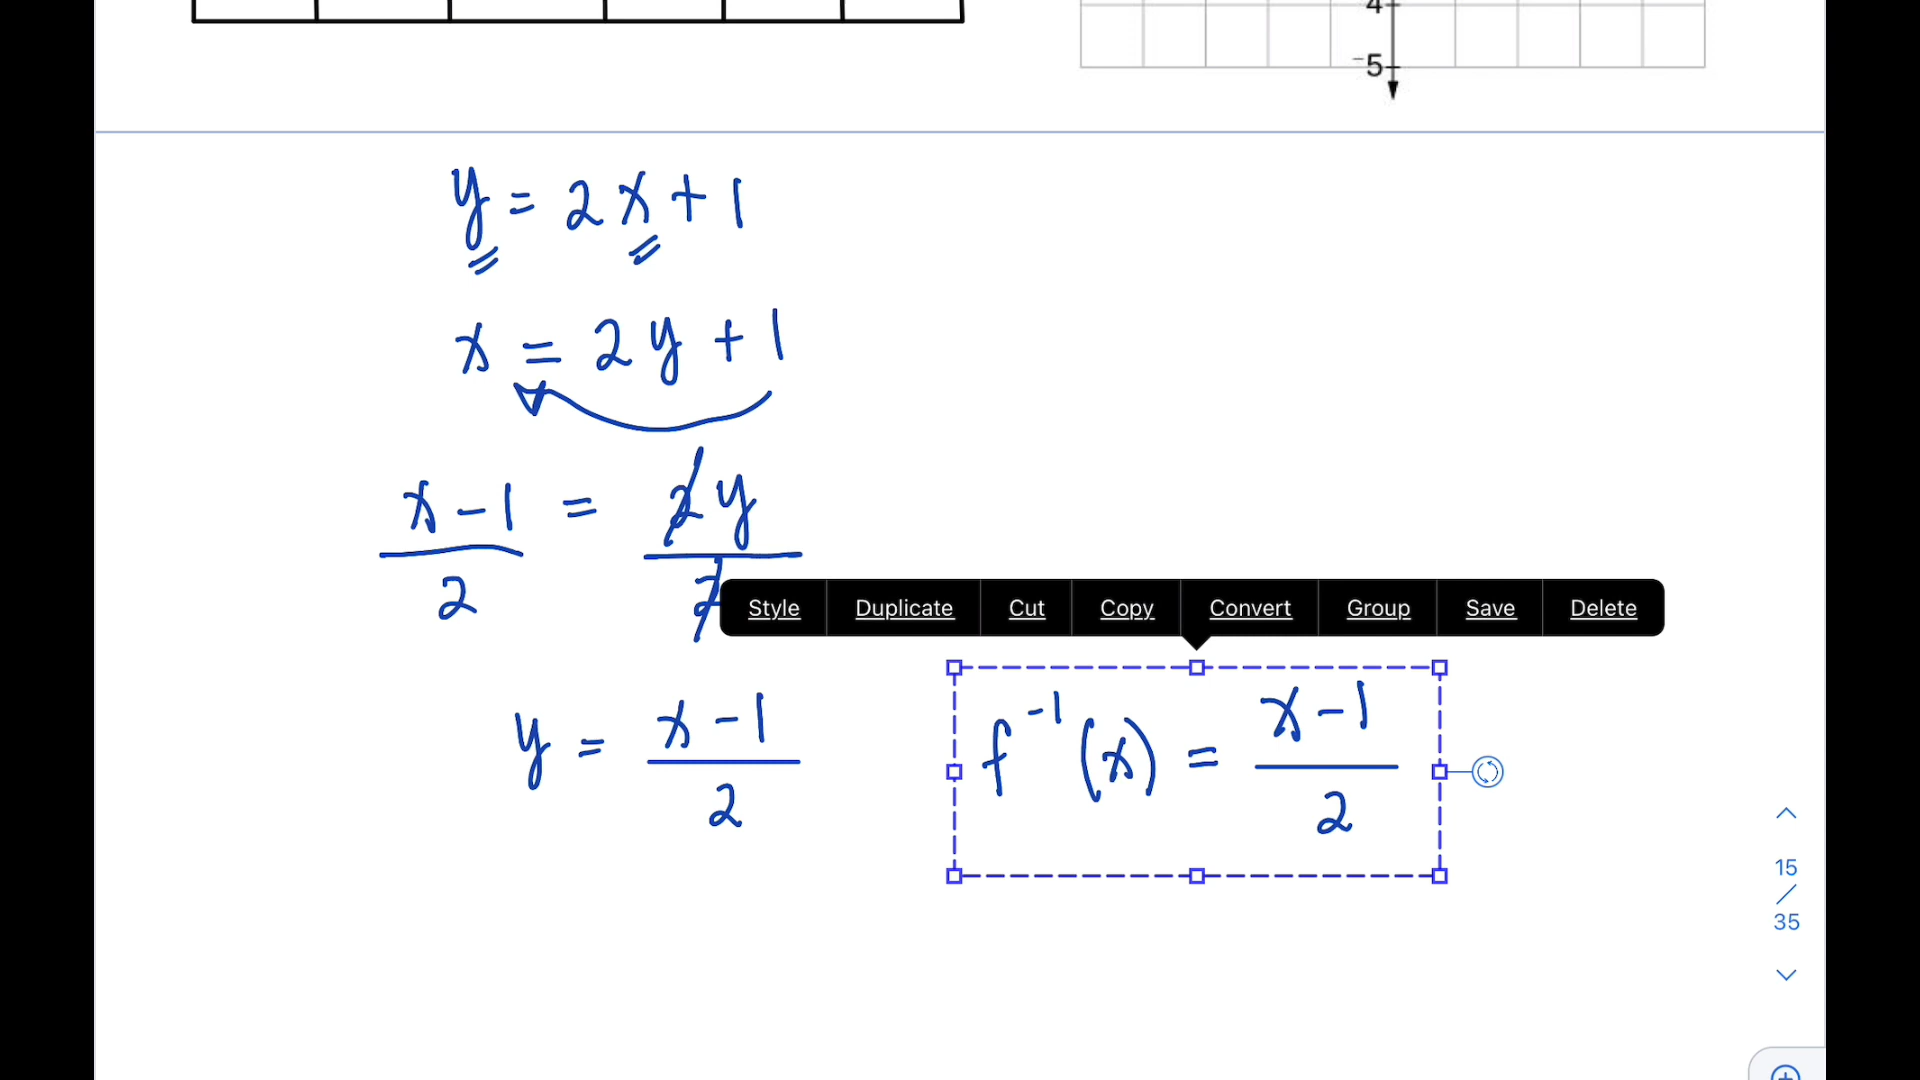 4
-5
y = 2x + 1
x = 2y + 1
x - 1 = 2y
2 2
Style Duplicate Cut Copy Convert Group Save Delete
y = x - 1
2
f^-1(x) = x - 1
2
15
/
35